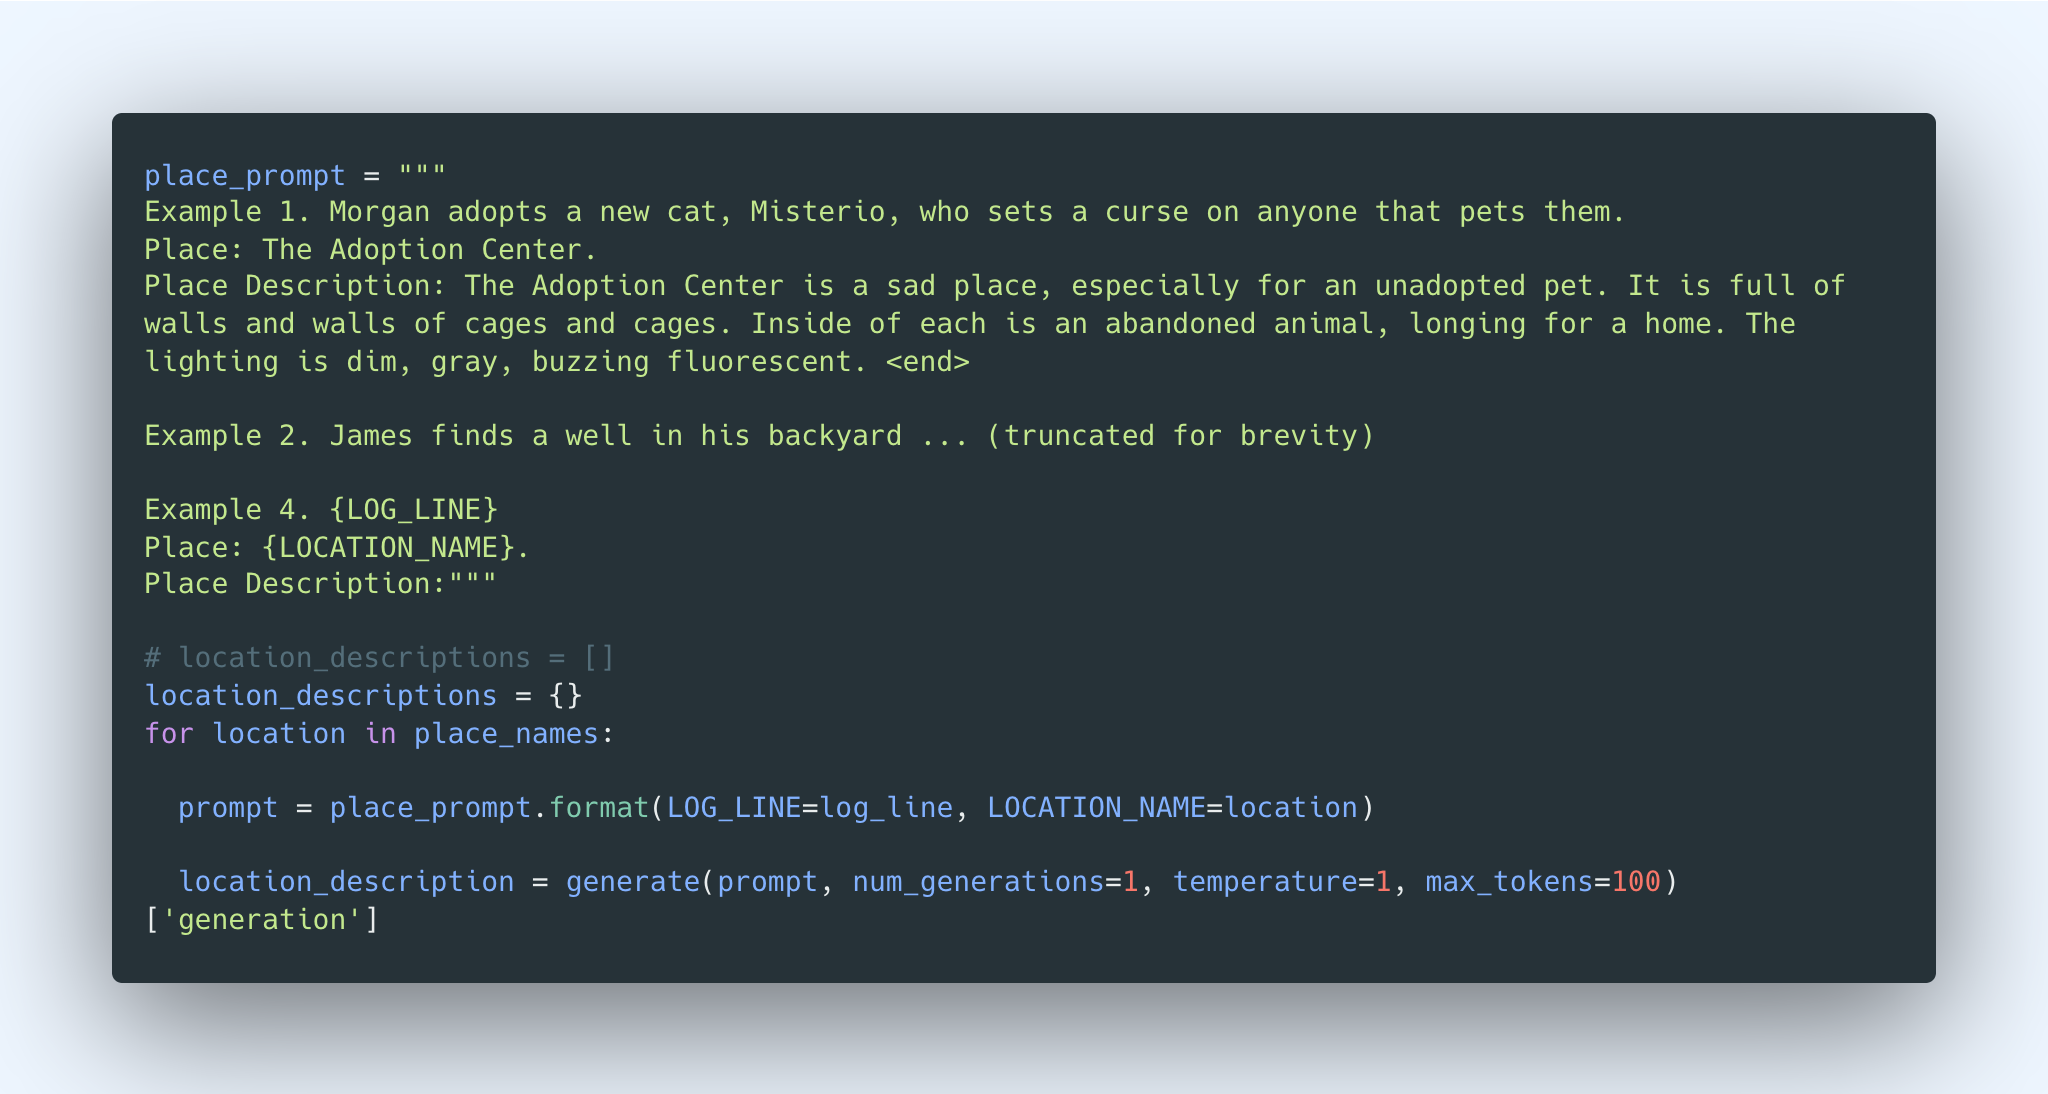 place_prompt = """
Example 1. Morgan adopts a new cat, Misterio, who sets a curse on anyone that pets them.
Place: The Adoption Center.
Place Description: The Adoption Center is a sad place, especially for an unadopted pet. It is full of
walls and walls of cages and cages. Inside of each is an abandoned animal, longing for a home. The
lighting is dim, gray, buzzing fluorescent. <end>

Example 2. James finds a well in his backyard ... (truncated for brevity)

Example 4. {LOG_LINE}
Place: {LOCATION_NAME}.
Place Description:"""

# location_descriptions = []
location_descriptions = {}
for location in place_names:

  prompt = place_prompt.format(LOG_LINE=log_line, LOCATION_NAME=location)

  location_description = generate(prompt, num_generations=1, temperature=1, max_tokens=100)
['generation']